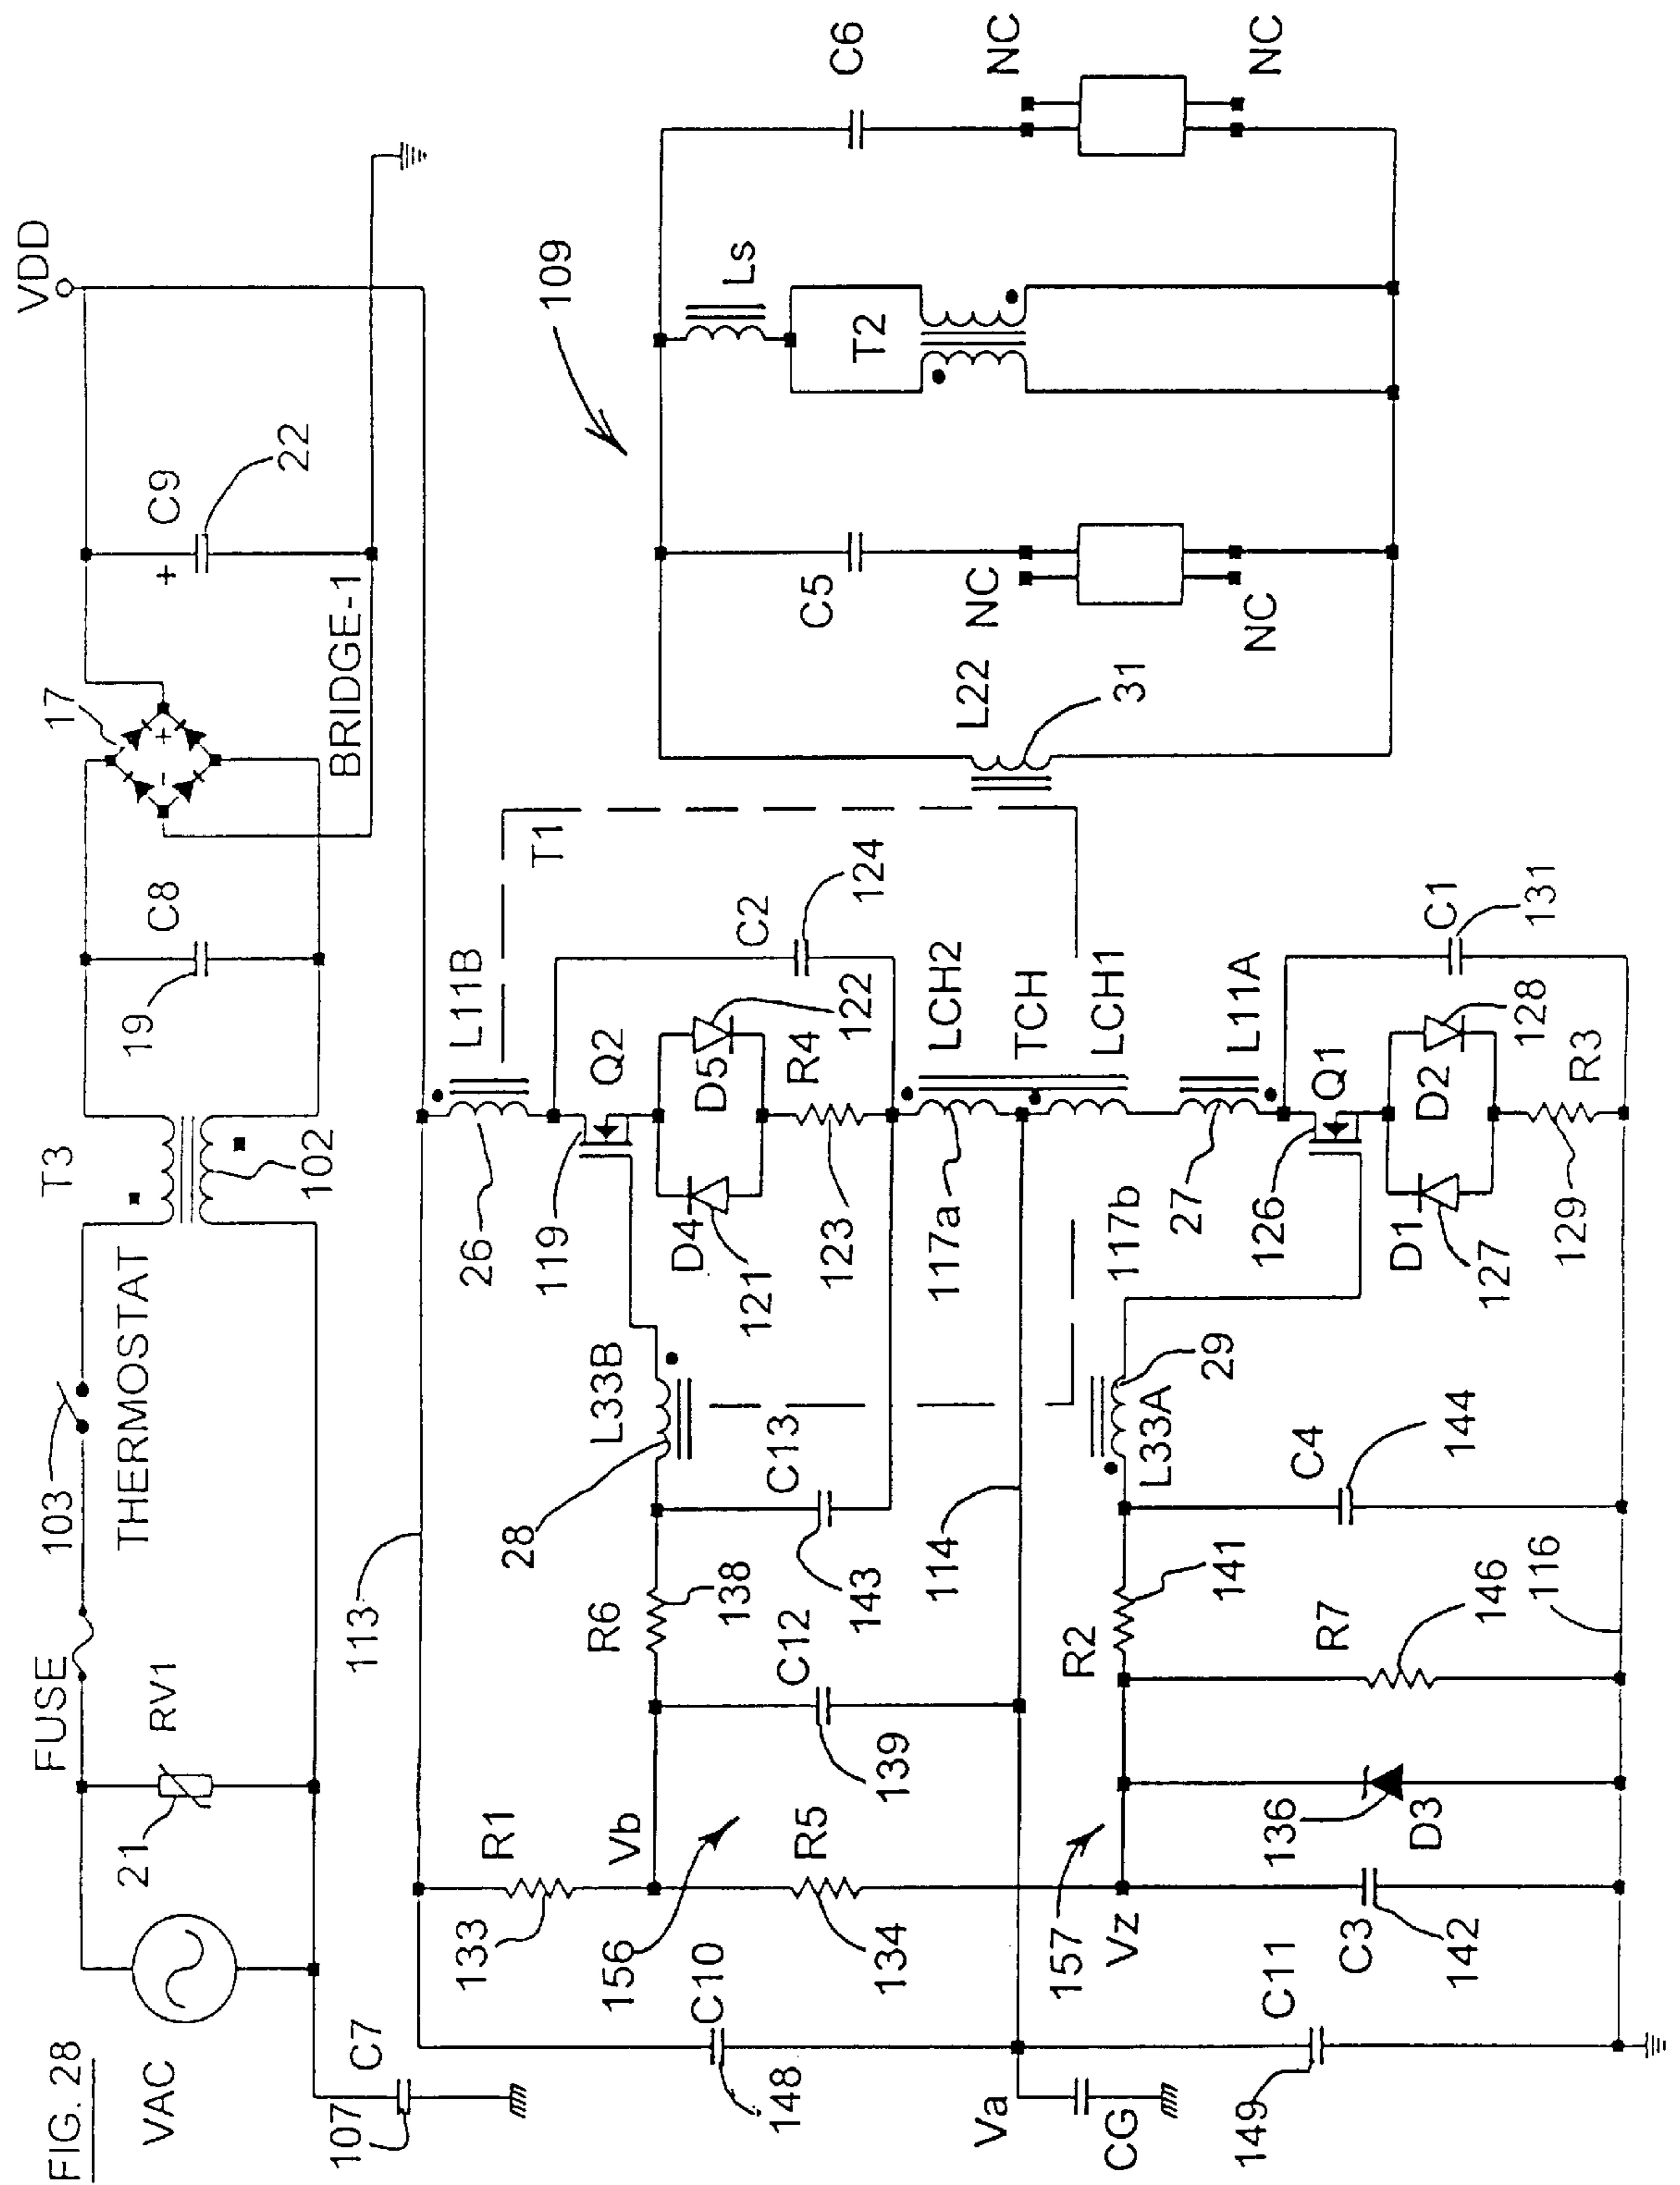 FIG. 28
VAC
21
RV1
FUSE
103
THERMOSTAT
T3
102
19
C8
17
BRIDGE-1
+
-
+
C9
22
VDD
107
C7
113
133
R1
Vb
156
148
C10
134
R5
139
C12
R6
138
28
L33B
143
C13
26
L11B
119
Q2
D4
121
D5
122
123
R4
C2
124
T1
117a
LCH2
TCH
LCH1
114
Va
CG
149
C11
157
Vz
C3
142
136
D3
R2
141
R7
146
116
C4
144
L33A
29
117b
27
L11A
126
Q1
D1
127
D2
128
129
R3
C1
131
109
L22
31
C5
NC
NC
T2
Ls
C6
NC
NC